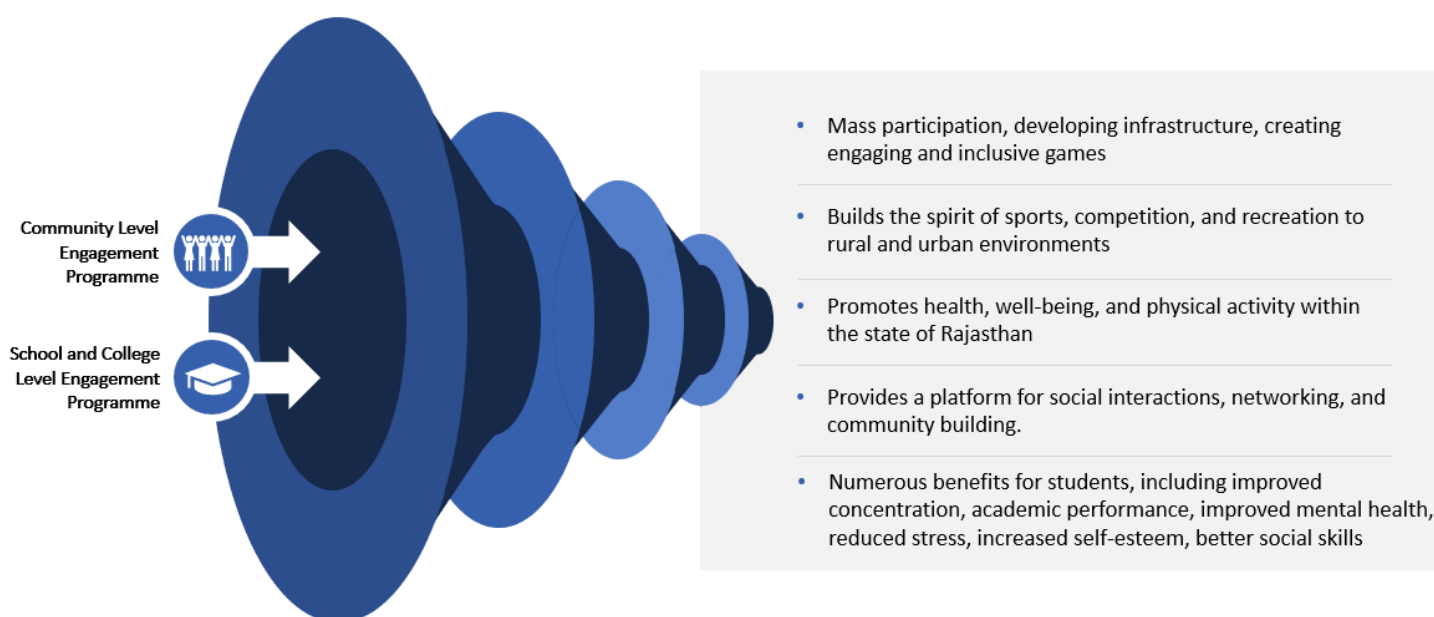 Community Level
Engagement
Programme
School and College
Level Engagement
Programme
• Mass participation, developing infrastructure, creating
engaging and inclusive games
• Builds the spirit of sports, competition, and recreation to
rural and urban environments
• Promotes health, well-being, and physical activity within
the state of Rajasthan
• Provides a platform for social interactions, networking, and
community building.
• Numerous benefits for students, including improved
concentration, academic performance, improved mental health,
reduced stress, increased self-esteem, better social skills